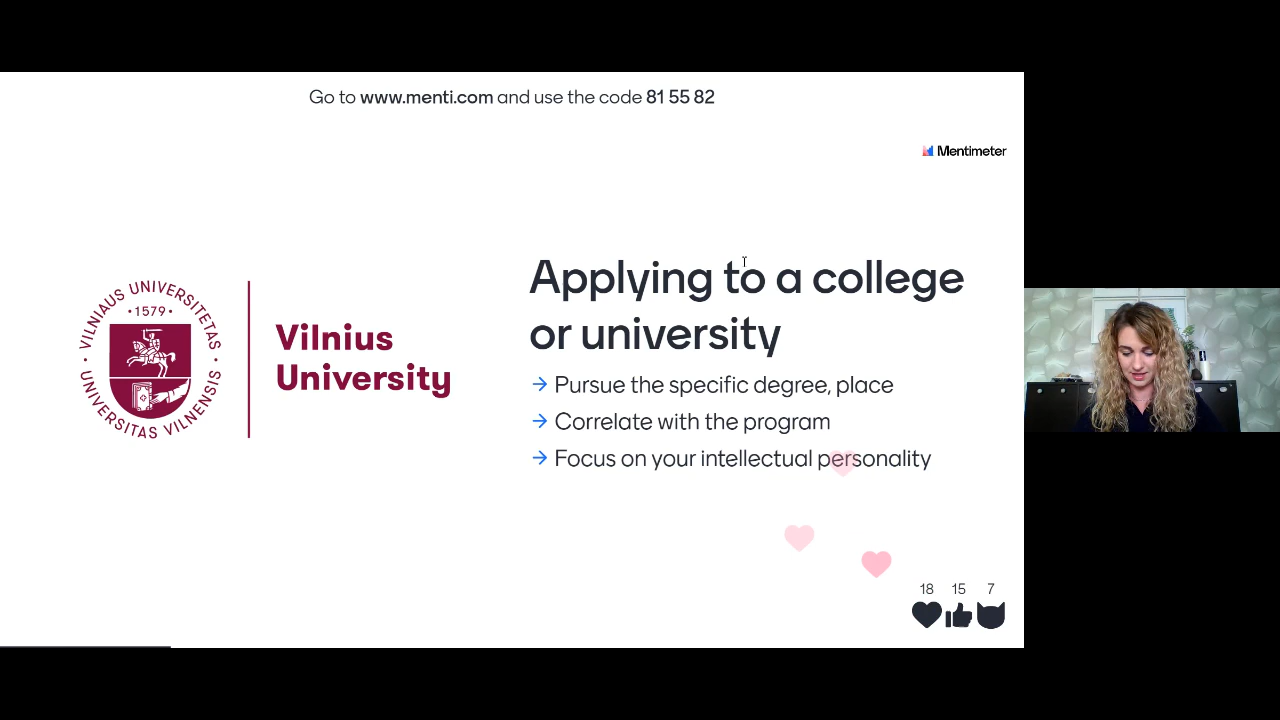 Go to www.menti.com and use the code 81 55 82
Mentimeter
VILNIAUS UNIVERSITETAS
1579
UNIVERSITAS VILNENSIS
Vilnius
University
Applying to a college
or university
→ Pursue the specific degree, place
→ Correlate with the program
→ Focus on your intellectual personality
18 15 7